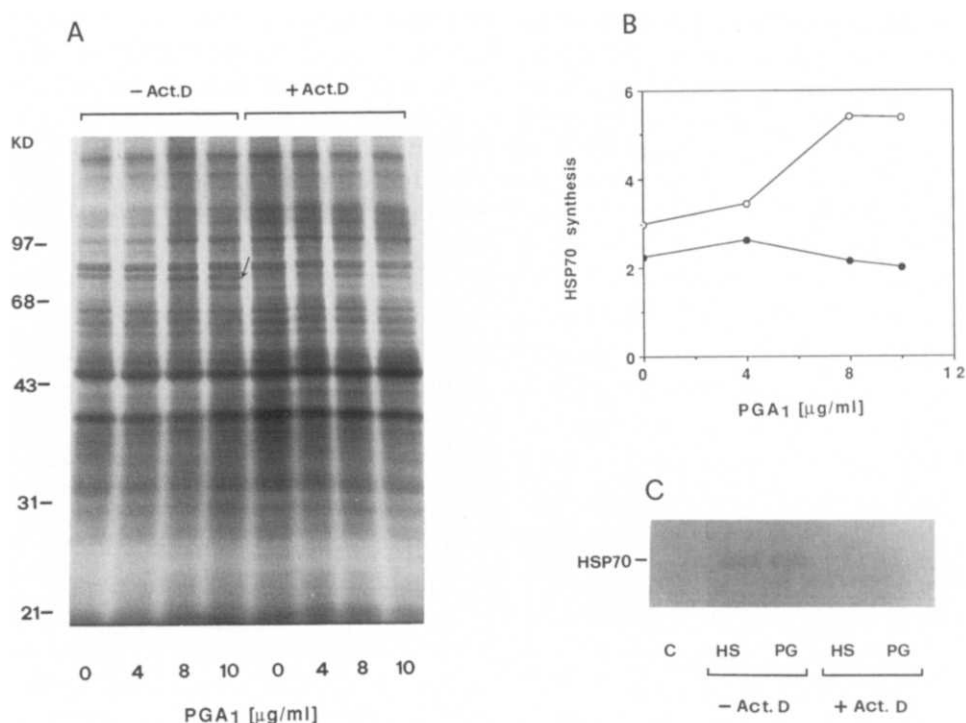 A
– Act.D + Act.D
KD
97–
68–
43–
31–
21–
0 4 8 10 0 4 8 10
PGA1 [µg/ml]
B
6
4
2
0
HSP70 synthesis
0 4 8 12
PGA1 [µg/ml]
C
HSP70–
C HS PG HS PG
– Act. D + Act. D